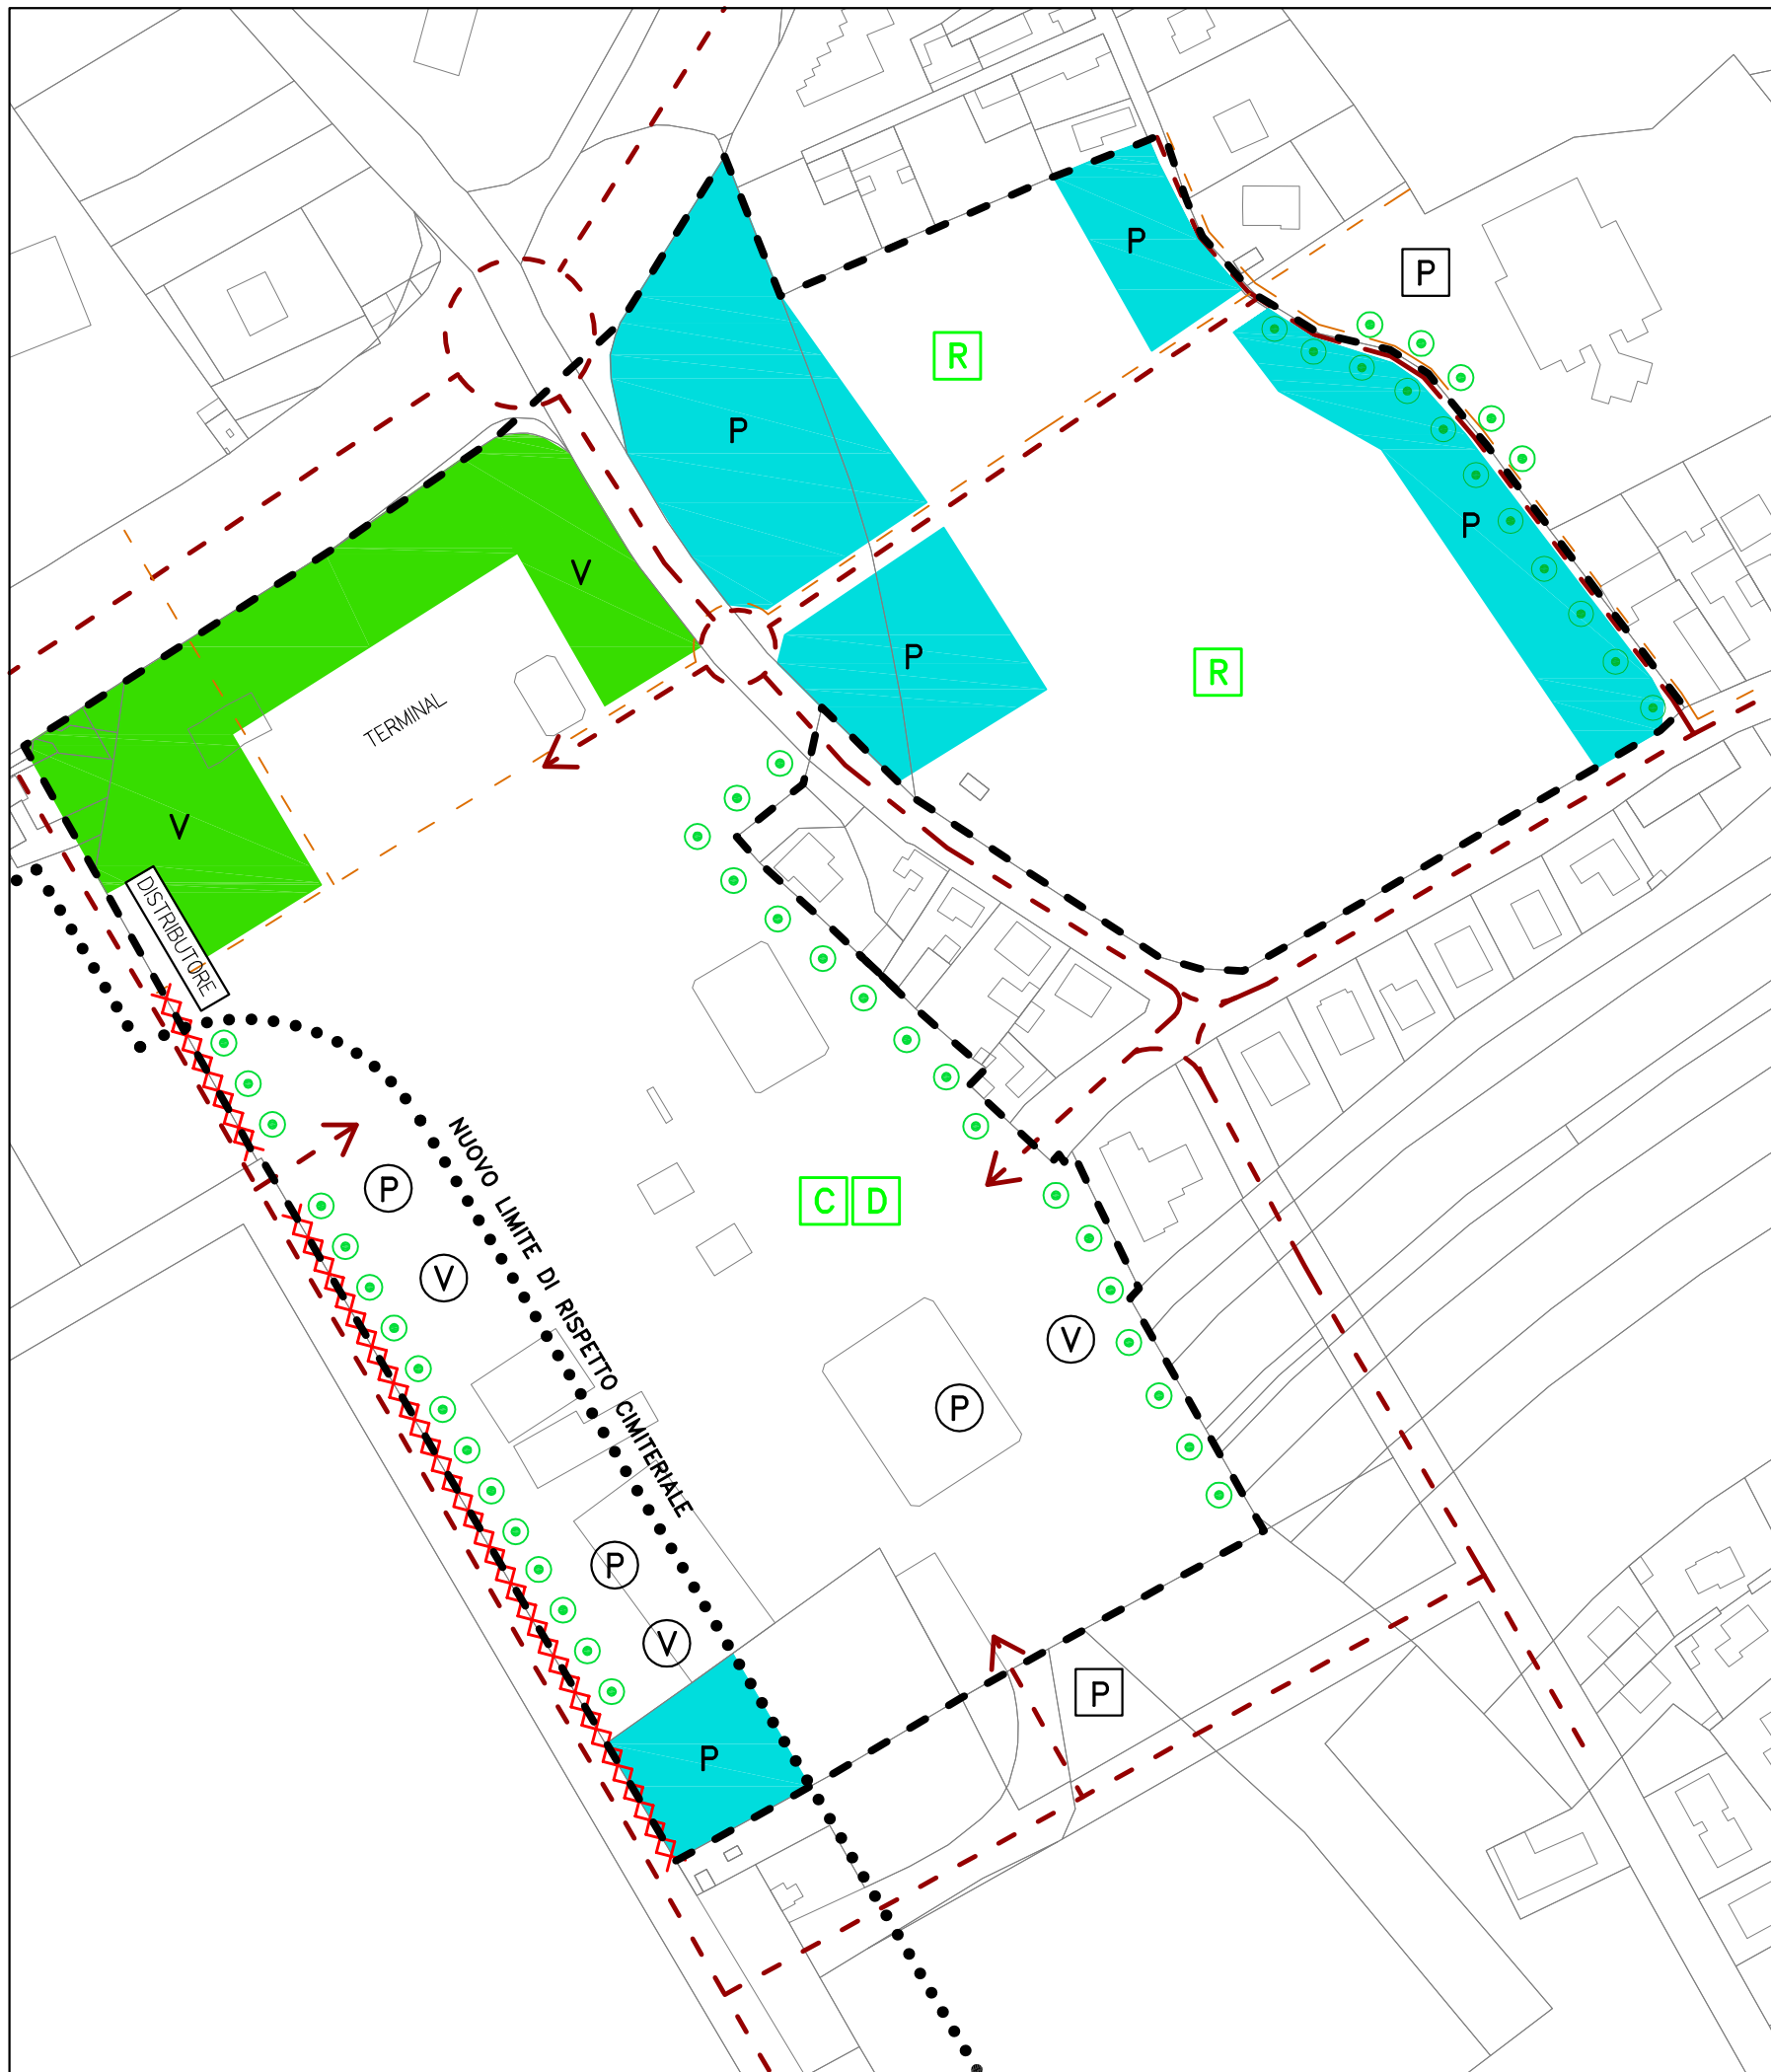 P
P
R
P
P
V
P
R
TERMINAL
V
DISTRIBUTORE
P
C D
V
NUOVO LIMITE DI RISPETTO CIMITERIALE
V
P
P
V
P
P